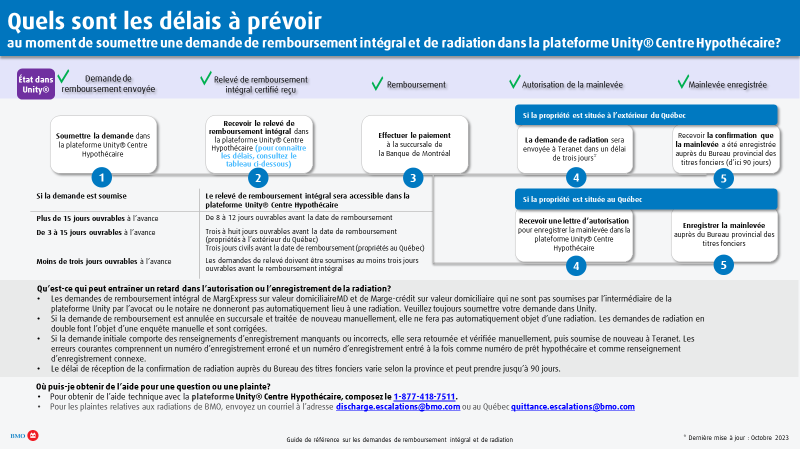 Quels sont les délais à prévoir
au moment de soumettre une demande de remboursement intégral et de radiation dans la plateforme Unity® Centre Hypothécaire?
État dans
Unity®
Demande de
remboursement envoyée
Relevé de remboursement
intégral certifié reçu
Remboursement
Autorisation de la mainlevée
Mainlevée enregistrée
Soumettre la demande dans
la plateforme Unity® Centre
Hypothécaire
1
Recevoir le relevé de
remboursement intégral dans
la plateforme Unity® Centre
Hypothécaire (pour connaître
les délais, consultez le
tableau ci-dessous)
2
Effectuer le paiement
à la succursale de
la Banque de Montréal
3
Si la propriété est située à l'extérieur du Québec
La demande de radiation sera
envoyée à Teranet dans un délai
de trois jours°
4
Recevoir la confirmation que
la mainlevée a été enregistrée
auprès du Bureau provincial des
titres fonciers (d'ici 90 jours)
5
Si la propriété est située au Québec
Recevoir une lettre d'autorisation
pour enregistrer la mainlevée dans la
plateforme Unity® Centre
Hypothécaire
4
Enregistrer la mainlevée
auprès du Bureau provincial des
titres fonciers
5
Si la demande est soumise
Le relevé de remboursement intégral sera accessible dans la
plateforme Unity® Centre Hypothécaire
Plus de 15 jours ouvrables à l'avance
De 8 à 12 jours ouvrables avant la date de remboursement
De 3 à 15 jours ouvrables à l'avance
Trois à huit jours ouvrables avant la date de remboursement
(propriétés à l'extérieur du Québec)
Trois jours civils avant la date de remboursement (propriétés au Québec)
Moins de trois jours ouvrables à l'avance
Les demandes de relevé doivent être soumises au moins trois jours
ouvrables avant le remboursement intégral
Qu'est-ce qui peut entraîner un retard dans l'autorisation ou l'enregistrement de la radiation?
• Les demandes de remboursement intégral de MargExpress sur valeur domiciliaireMD et de Marge-crédit sur valeur domiciliaire qui ne sont pas soumises par l'intermédiaire de la
plateforme Unity par l'avocat ou le notaire ne donneront pas automatiquement lieu à une radiation. Veuillez toujours soumettre votre demande dans Unity.
• Si la demande de remboursement est annulée en succursale et traitée de nouveau manuellement, elle ne fera pas automatiquement objet d'une radiation. Les demandes de radiation en
double font l'objet d'une enquête manuelle et sont corrigées.
• Si la demande initiale comporte des renseignements d'enregistrement manquants ou incorrects, elle sera retournée et vérifiée manuellement, puis soumise de nouveau à Teranet. Les
erreurs courantes comprennent un numéro d'enregistrement erroné et un numéro d'enregistrement entré à la fois comme numéro de prêt hypothécaire et comme renseignement
d'enregistrement connexe.
• Le délai de réception de la confirmation de radiation auprès du Bureau des titres fonciers varie selon la province et peut prendre jusqu'à 90 jours.
Où puis-je obtenir de l'aide pour une question ou une plainte?
• Pour obtenir de l'aide technique avec la plateforme Unity® Centre Hypothécaire, composez le 1-877-418-7511.
• Pour les plaintes relatives aux radiations de BMO, envoyez un courriel à l'adresse discharge.escalations@bmo.com ou au Québec quittance.escalations@bmo.com
BMO
Guide de référence sur les demandes de remboursement intégral et de radiation
° Dernière mise à jour : Octobre 2023